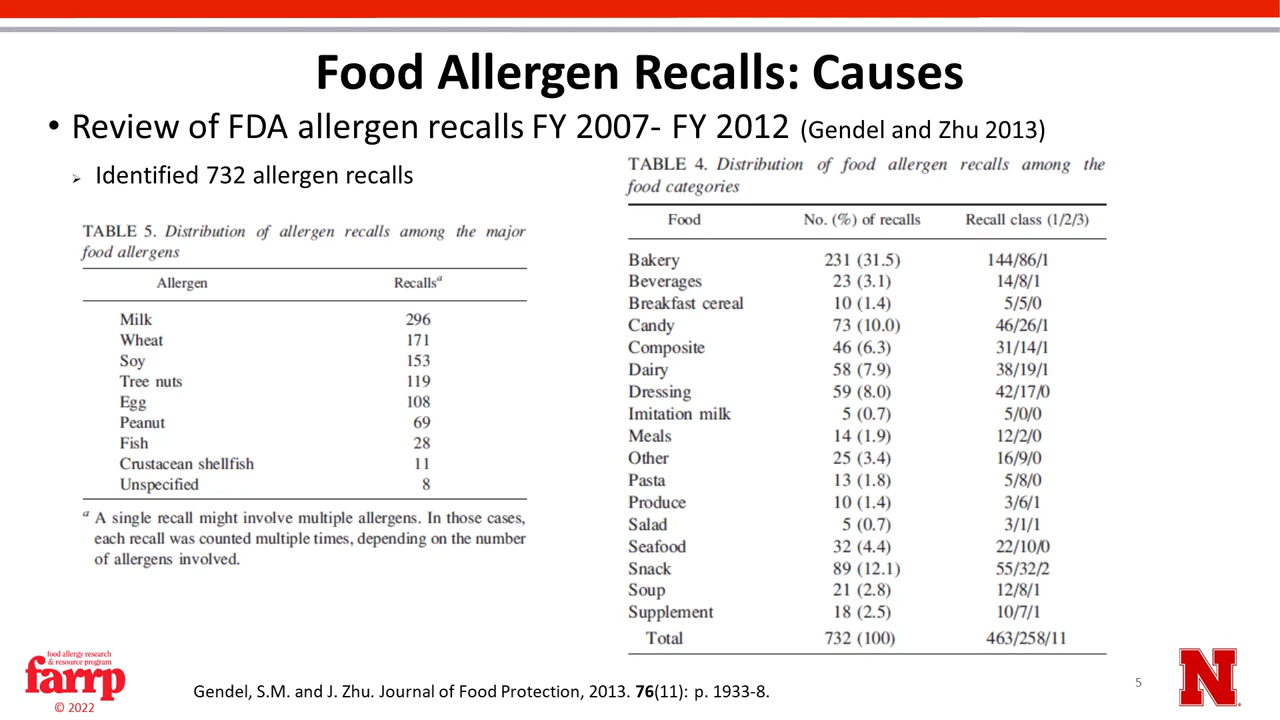 Food Allergen Recalls: Causes
• Review of FDA allergen recalls FY 2007- FY 2012 (Gendel and Zhu 2013)
➢ Identified 732 allergen recalls
TABLE 5. Distribution of allergen recalls among the major
food allergens
Allergen Recallsᵃ
Milk 296
Wheat 171
Soy 153
Tree nuts 119
Egg 108
Peanut 69
Fish 28
Crustacean shellfish 11
Unspecified 8
ᵃ A single recall might involve multiple allergens. In those cases,
each recall was counted multiple times, depending on the number
of allergens involved.
TABLE 4. Distribution of food allergen recalls among the
food categories
Food No. (%) of recalls Recall class (1/2/3)
Bakery 231 (31.5) 144/86/1
Beverages 23 (3.1) 14/8/1
Breakfast cereal 10 (1.4) 5/5/0
Candy 73 (10.0) 46/26/1
Composite 46 (6.3) 31/14/1
Dairy 58 (7.9) 38/19/1
Dressing 59 (8.0) 42/17/0
Imitation milk 5 (0.7) 5/0/0
Meals 14 (1.9) 12/2/0
Other 25 (3.4) 16/9/0
Pasta 13 (1.8) 5/8/0
Produce 10 (1.4) 3/6/1
Salad 5 (0.7) 3/1/1
Seafood 32 (4.4) 22/10/0
Snack 89 (12.1) 55/32/2
Soup 21 (2.8) 12/8/1
Supplement 18 (2.5) 10/7/1
Total 732 (100) 463/258/11
food allergy research
& resource program
farrp
© 2022
Gendel, S.M. and J. Zhu. Journal of Food Protection, 2013. 76(11): p. 1933-8.
5
N